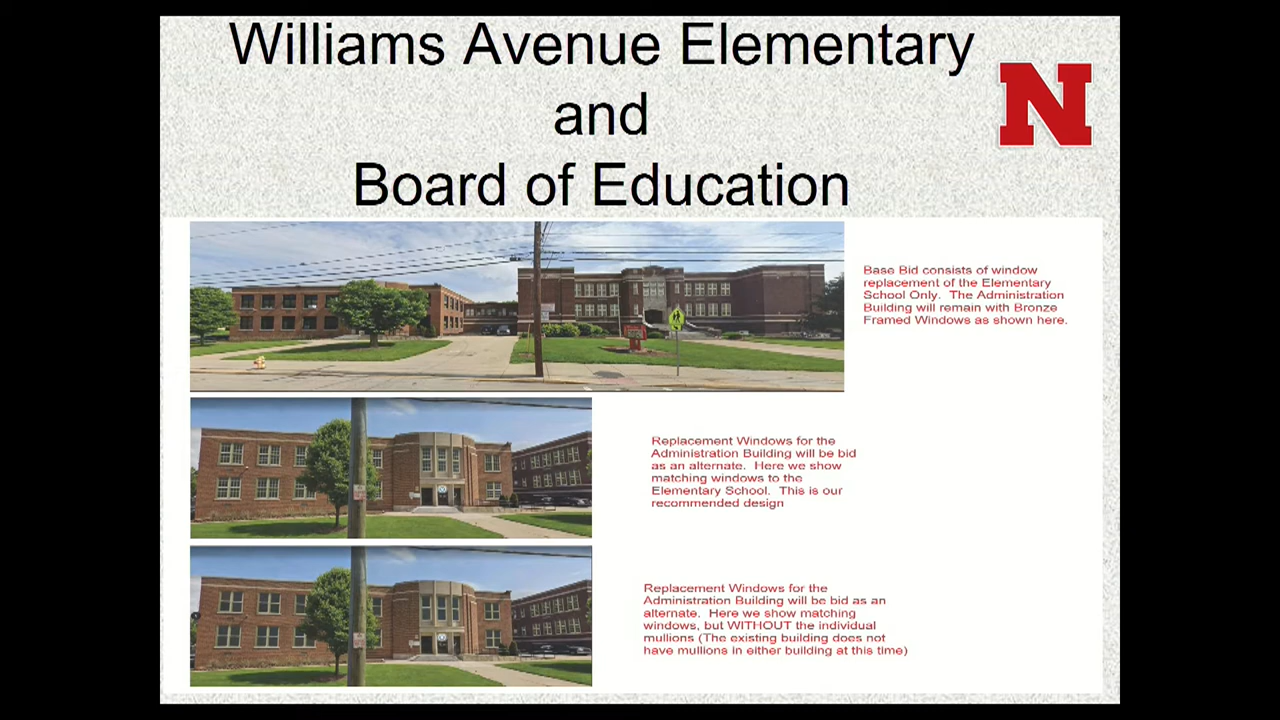 Williams Avenue Elementary
and
Board of Education
N
Base Bid consists of window
replacement of the Elementary
School Only. The Administration
Building will remain with Bronze
Framed Windows as shown here.
Replacement Windows for the
Administration Building will be bid
as an alternate. Here we show
matching windows to the
Elementary School. This is our
recommended design
Replacement Windows for the
Administration Building will be bid as an
alternate. Here we show matching
windows, but WITHOUT the individual
mullions (The existing building does not
have mullions in either building at this time)